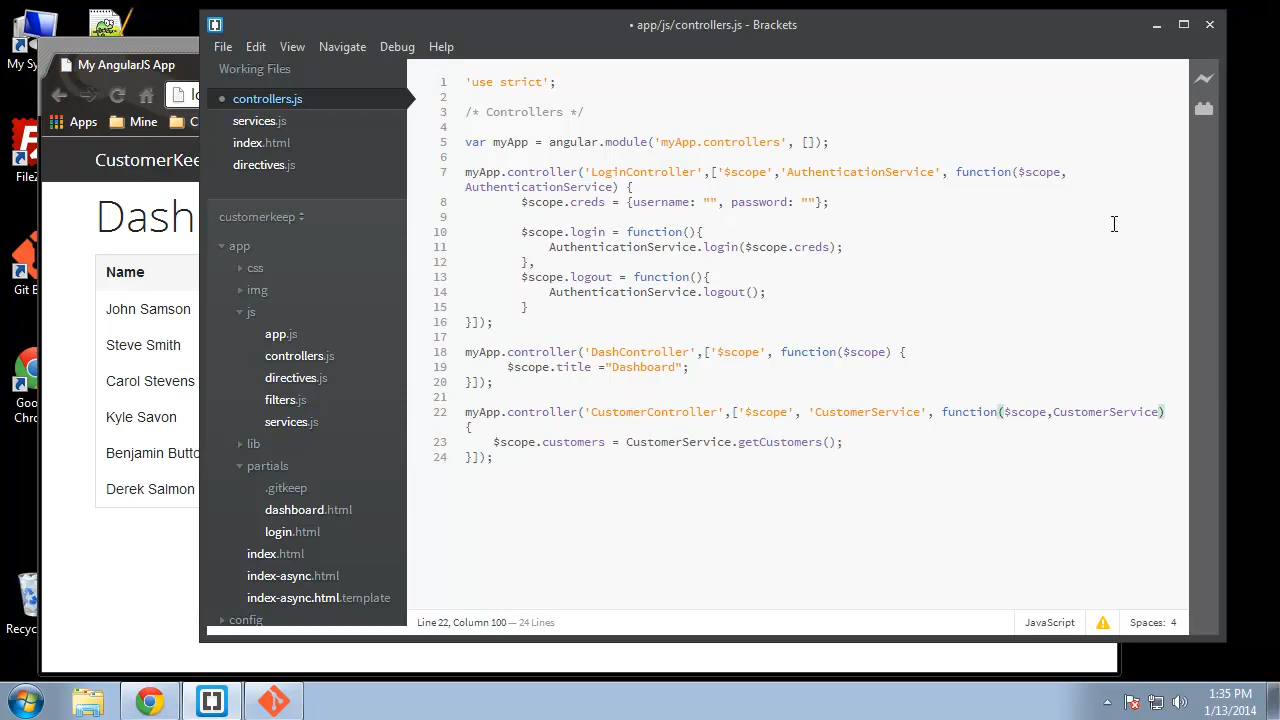 My Sy
File Z
Git B
Goo
Chro
Recyc
My AngularJS App
lo
Apps
Mine
C
CustomerKee
Dash
Name
John Samson
Steve Smith
Carol Stevens
Kyle Savon
Benjamin Butto
Derek Salmon
• app/js/controllers.js - Brackets
File Edit View Navigate Debug Help
Working Files
controllers.js
services.js
index.html
directives.js
customerkeep
app
css
img
js
app.js
controllers.js
directives.js
filters.js
services.js
lib
partials
.gitkeep
dashboard.html
login.html
index.html
index-async.html
index-async.html.template
config
1 'use strict';
2
3 /* Controllers */
4
5 var myApp = angular.module('myApp.controllers', []);
6
7 myApp.controller('LoginController',['$scope','AuthenticationService', function($scope,
AuthenticationService) {
8 $scope.creds = {username: "", password: ""};
9
10 $scope.login = function(){
11 AuthenticationService.login($scope.creds);
12 },
13 $scope.logout = function(){
14 AuthenticationService.logout();
15 }
16 }]);
17
18 myApp.controller('DashController',['$scope', function($scope) {
19 $scope.title ="Dashboard";
20 }]);
21
22 myApp.controller('CustomerController',['$scope', 'CustomerService', function($scope,CustomerService)
{
23 $scope.customers = CustomerService.getCustomers();
24 }]);
Line 22, Column 100 — 24 Lines
JavaScript
Spaces: 4
1:35 PM
1/13/2014